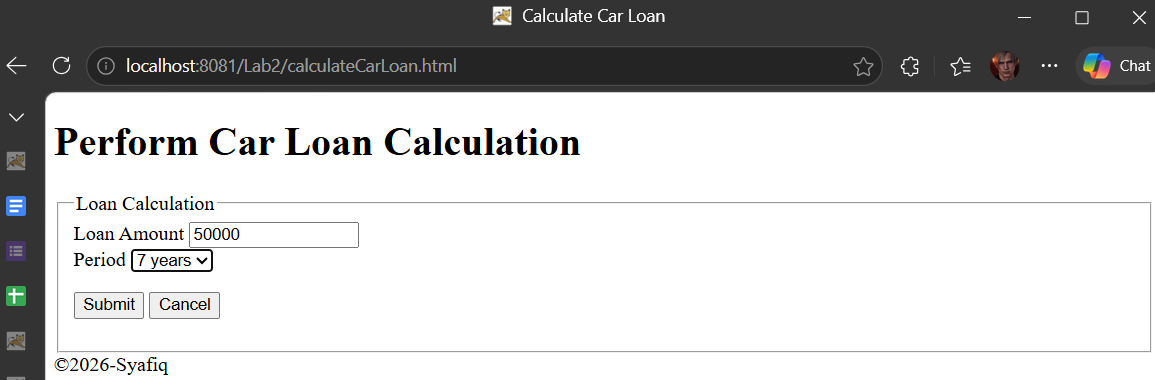 Calculate Car Loan
localhost:8081/Lab2/calculateCarLoan.html
Chat
Perform Car Loan Calculation
Loan Calculation
Loan Amount 50000
Period 7 years
Submit Cancel
©2026-Syafiq